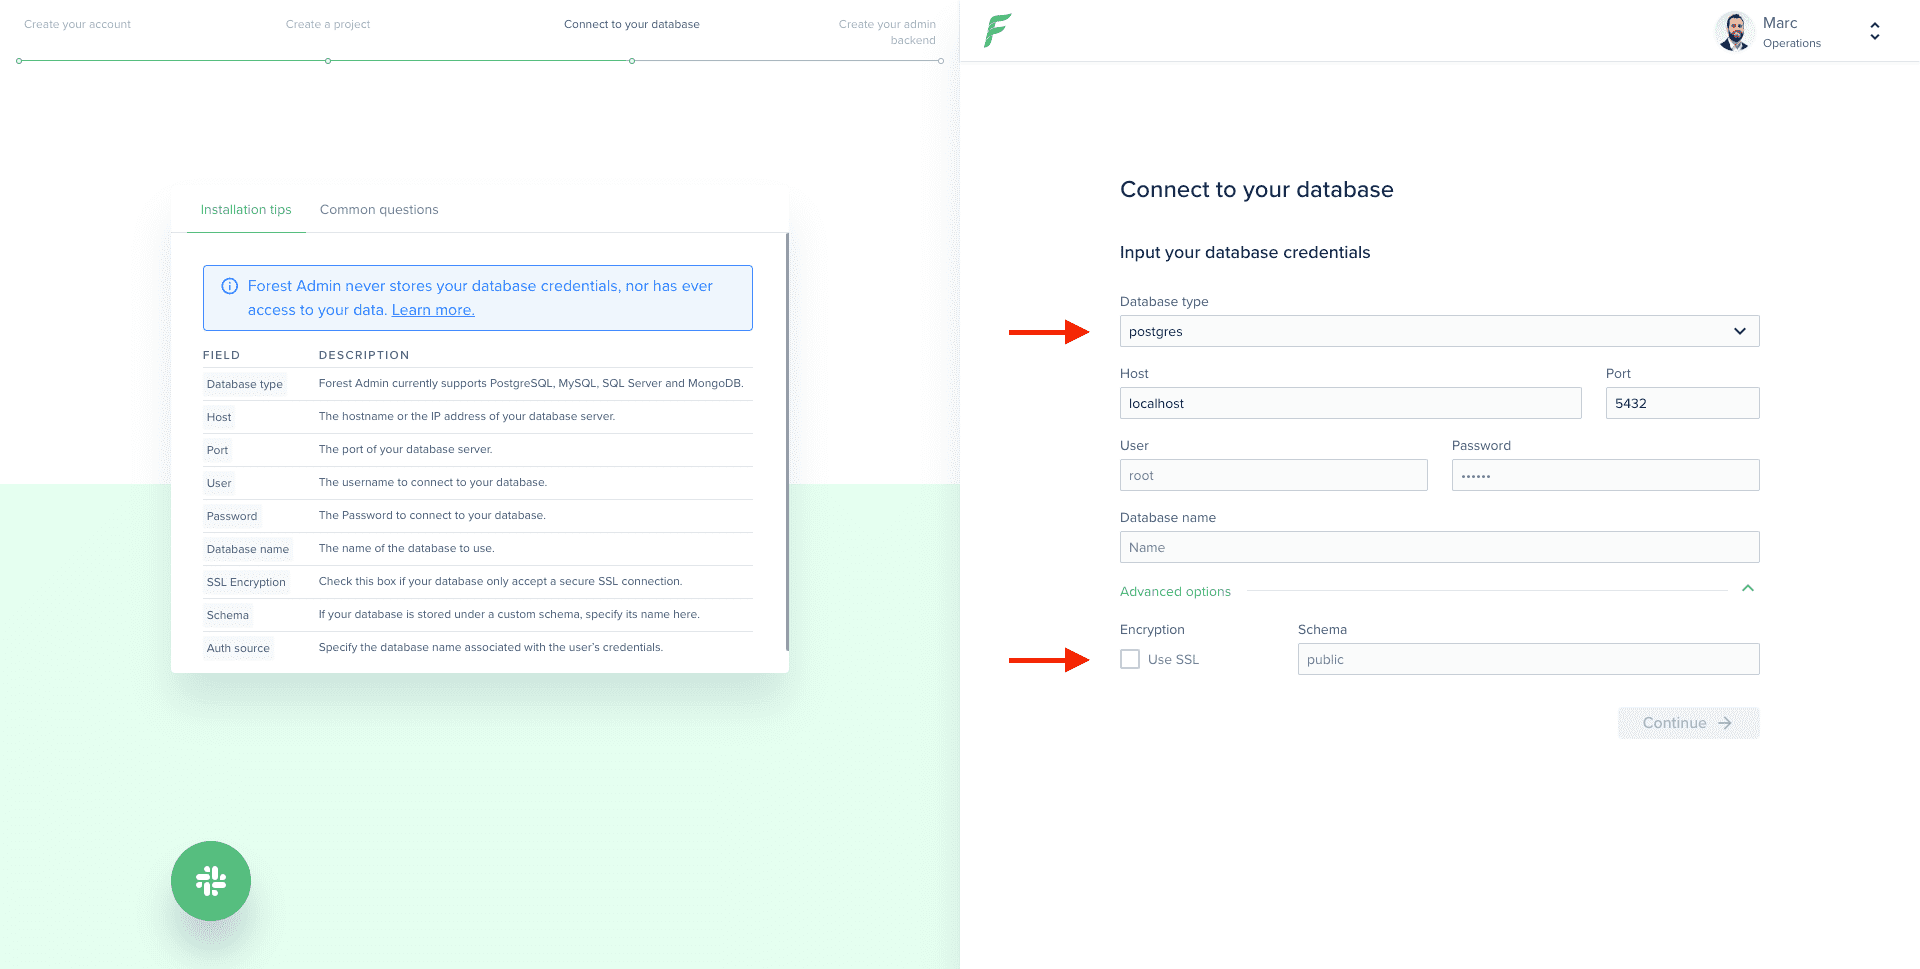 Create your account
Create a project
Connect to your database
Create your admin
backend
Installation tips
Common questions
Forest Admin never stores your database credentials, nor has ever
access to your data. Learn more.
FIELD DESCRIPTION
Database type Forest Admin currently supports PostgreSQL, MySQL, SQL Server and MongoDB.
Host The hostname or the IP address of your database server.
Port The port of your database server.
User The username to connect to your database.
Password The Password to connect to your database.
Database name The name of the database to use.
SSL Encryption Check this box if your database only accept a secure SSL connection.
Schema If your database is stored under a custom schema, specify its name here.
Auth source Specify the database name associated with the user's credentials.
Marc
Operations
Connect to your database
Input your database credentials
Database type
postgres
Host Port
localhost 5432
User Password
root ••••••
Database name
Name
Advanced options
Encryption Schema
Use SSL public
Continue